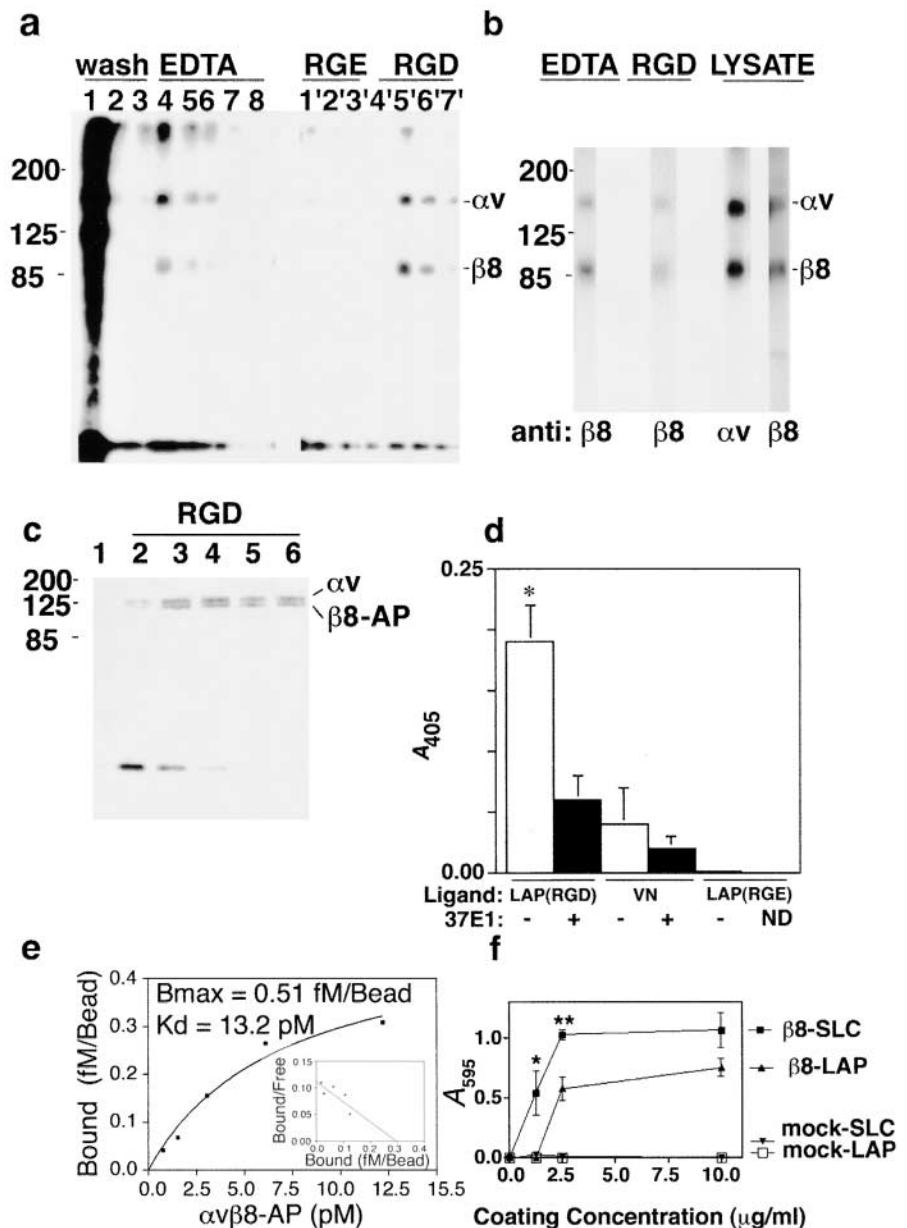 a
wash EDTA RGE RGD
1 2 3 4 56 7 8 1'2'3'4'5'6'7'
200
125
85
αv
β8
b
EDTA RGD LYSATE
200
125
85
αv
β8
anti: β8 β8 αv β8
c
RGD
1 2 3 4 5 6
200
125
85
αv
β8-AP
d
0.25
A405
0.00
*
Ligand: LAP(RGD) VN LAP(RGE)
37E1: - + - + - ND
e
Bound (fM/Bead)
0.4
0.3
0.2
0.1
0.0
Bmax = 0.51 fM/Bead
Kd = 13.2 pM
Bound/Free
0.15
0.10
0.05
0.00
0.0 0.1 0.2 0.3 0.4
Bound (fM/Bead)
0.0 2.5 5.0 7.5 10.0 12.5 15.0
αvβ8-AP (pM)
f
A595
1.0
0.5
0.0
* **
β8-SLC
β8-LAP
mock-SLC
mock-LAP
0.0 2.5 5.0 7.5 10.0
Coating Concentration (μg/ml)